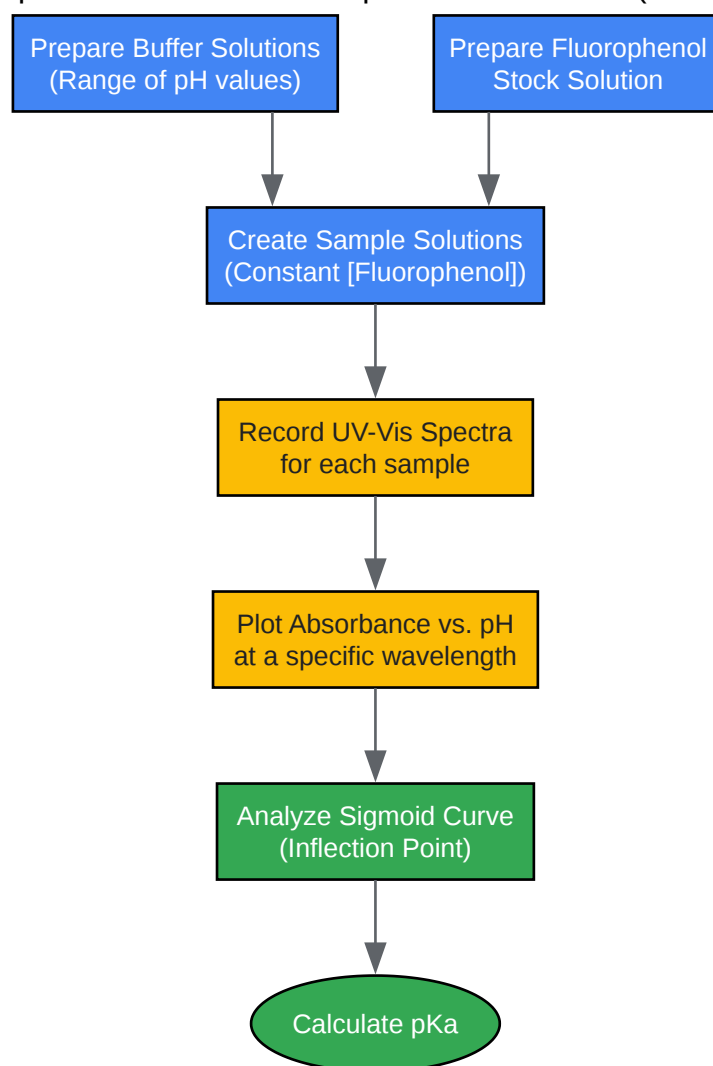 Prepare Buffer Solutions
(Range of pH values)
Prepare Fluorophenol
Stock Solution
Create Sample Solutions
(Constant [Fluorophenol])
Record UV-Vis Spectra
for each sample
Plot Absorbance vs. pH
at a specific wavelength
Analyze Sigmoid Curve
(Inflection Point)
Calculate pKa